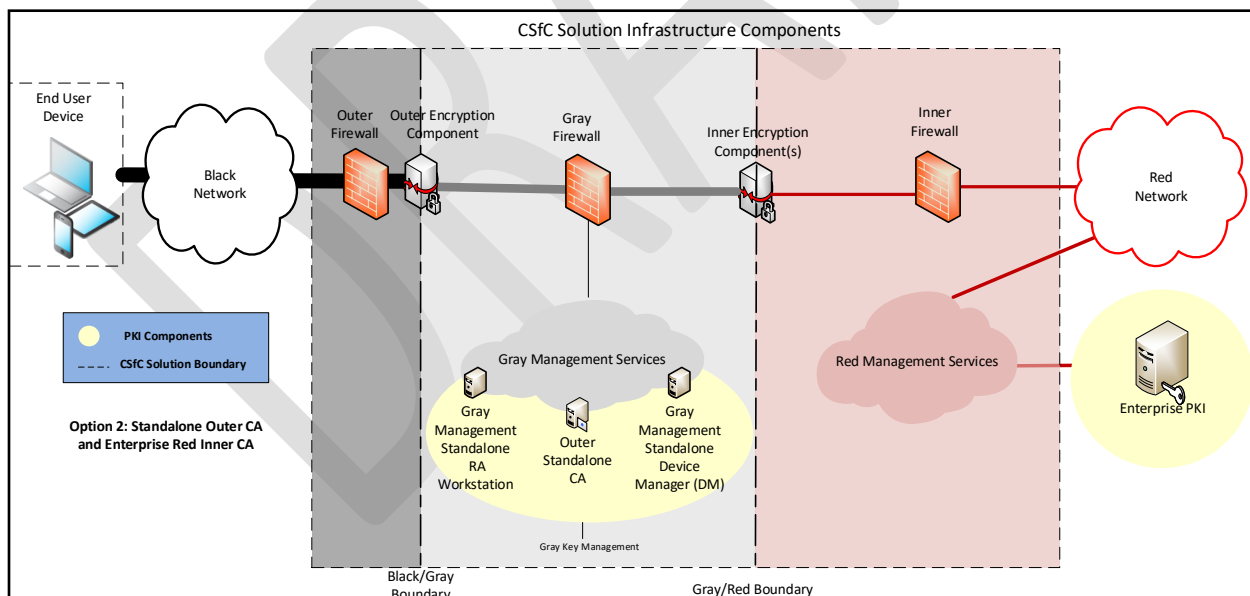 CSfC Solution Infrastructure Components
End User
Device
Black
Network
Outer
Firewall
Outer Encryption
Component
Gray
Firewall
Inner Encryption
Component(s)
Inner
Firewall
Red
Network
PKI Components
CSfC Solution Boundary
Option 2: Standalone Outer CA
and Enterprise Red Inner CA
Gray Management Services
Gray
Management
Standalone
RA
Workstation
Outer
Standalone
CA
Gray
Management
Standalone
Device
Manager (DM)
Gray Key Management
Red Management Services
Enterprise PKI
Black/Gray
Boundary
Gray/Red Boundary